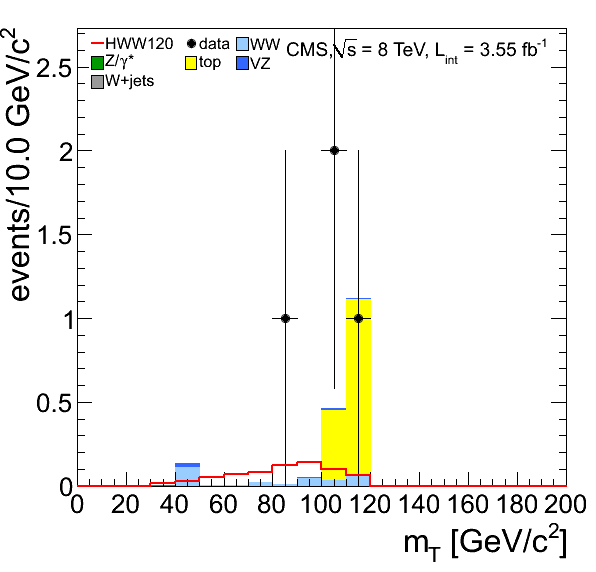 HWW120 data WW CMS,√s = 8 TeV, L_int = 3.55 fb⁻¹
Z/γ* top VZ
W+jets
events/10.0 GeV/c²
2.5
2
1.5
1
0.5
0
0 20 40 60 80 100 120 140 160 180 200
m_T [GeV/c²]